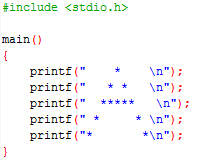 #include <stdio.h>
main()
{
    printf("    *    \n");
    printf("   * *   \n");
    printf("  *****   \n");
    printf(" *      * \n");
    printf("*        *\n");
}